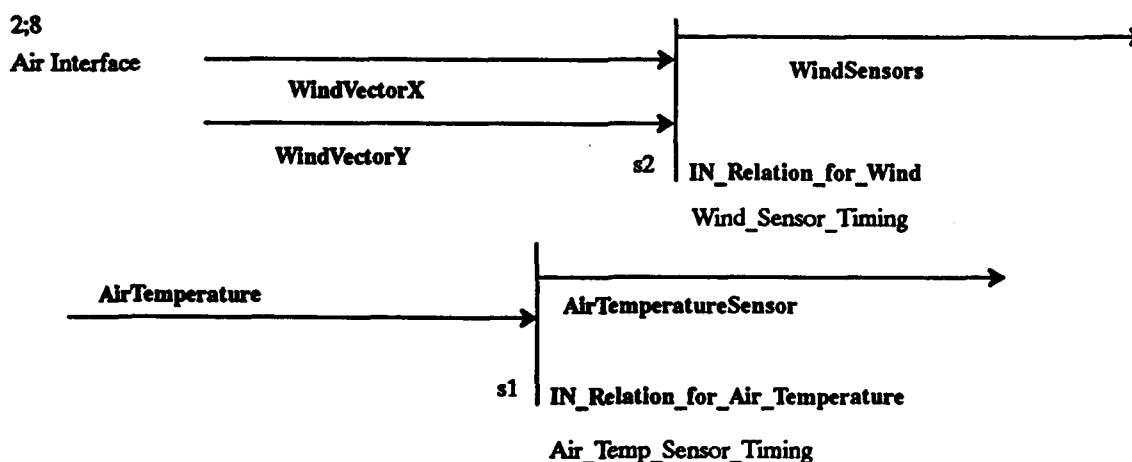 2;8
Air Interface
WindSensors
WindVectorX
WindVectorY
s2
IN_Relation_for_Wind
Wind_Sensor_Timing
AirTemperature
AirTemperatureSensor
s1
IN_Relation_for_Air_Temperature
Air_Temp_Sensor_Timing